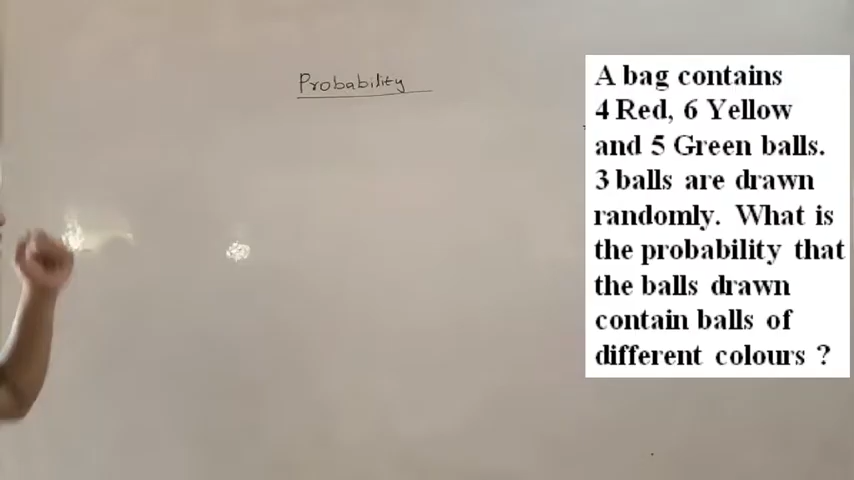 Probability
A bag contains
4 Red, 6 Yellow
and 5 Green balls.
3 balls are drawn
randomly. What is
the probability that
the balls drawn
contain balls of
different colours ?